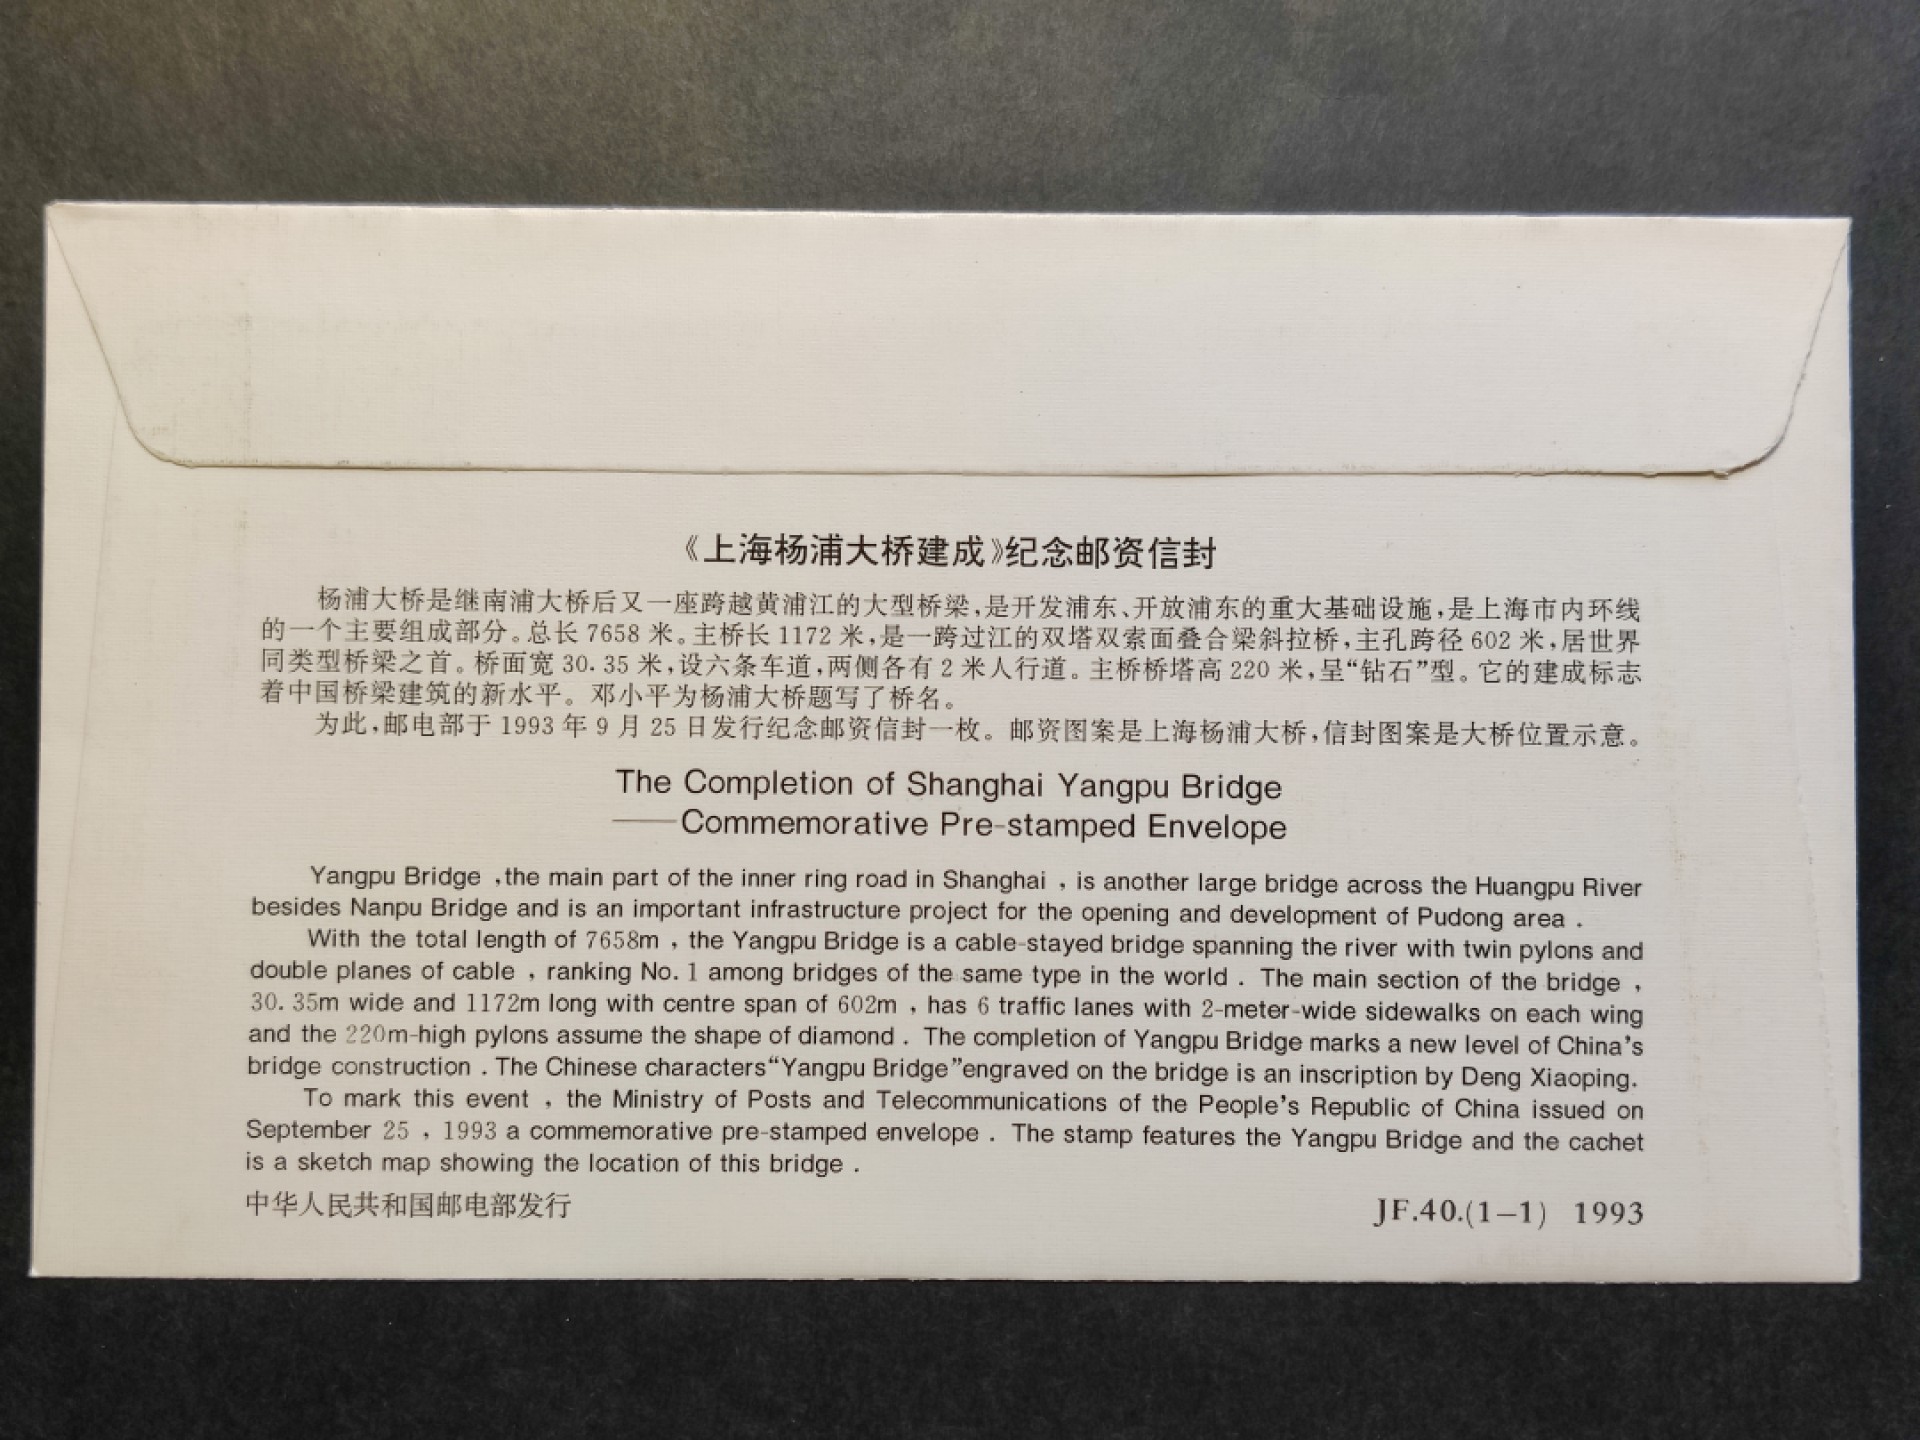 《上海杨浦大桥建成》纪念邮资信封
杨浦大桥是继南浦大桥后又一座跨越黄浦江的大型桥梁,是开发浦东、开放浦东的重大基础设施,是上海市内环线
的一个主要组成部分。总长 7658 米。主桥长 1172 米,是一跨过江的双塔双索面叠合梁斜拉桥,主孔跨径 602 米,居世界
同类型桥梁之首。桥面宽 30.35 米,设六条车道,两侧各有 2 米人行道。主桥桥塔高 220 米,呈“钻石”型。它的建成标志
着中国桥梁建筑的新水平。邓小平为杨浦大桥题写了桥名。
为此,邮电部于 1993 年 9 月 25 日发行纪念邮资信封一枚。邮资图案是上海杨浦大桥,信封图案是大桥位置示意。
The Completion of Shanghai Yangpu Bridge
——Commemorative Pre-stamped Envelope
Yangpu Bridge ,the main part of the inner ring road in Shanghai , is another large bridge across the Huangpu River
besides Nanpu Bridge and is an important infrastructure project for the opening and development of Pudong area .
With the total length of 7658m , the Yangpu Bridge is a cable-stayed bridge spanning the river with twin pylons and
double planes of cable , ranking No. 1 among bridges of the same type in the world . The main section of the bridge ,
30. 35m wide and 1172m long with centre span of 602m , has 6 traffic lanes with 2-meter-wide sidewalks on each wing
and the 220m-high pylons assume the shape of diamond . The completion of Yangpu Bridge marks a new level of China's
bridge construction . The Chinese characters“Yangpu Bridge”engraved on the bridge is an inscription by Deng Xiaoping.
To mark this event , the Ministry of Posts and Telecommunications of the People's Republic of China issued on
September 25 , 1993 a commemorative pre-stamped envelope . The stamp features the Yangpu Bridge and the cachet
is a sketch map showing the location of this bridge .
中华人民共和国邮电部发行
JF.40.(1–1) 1993